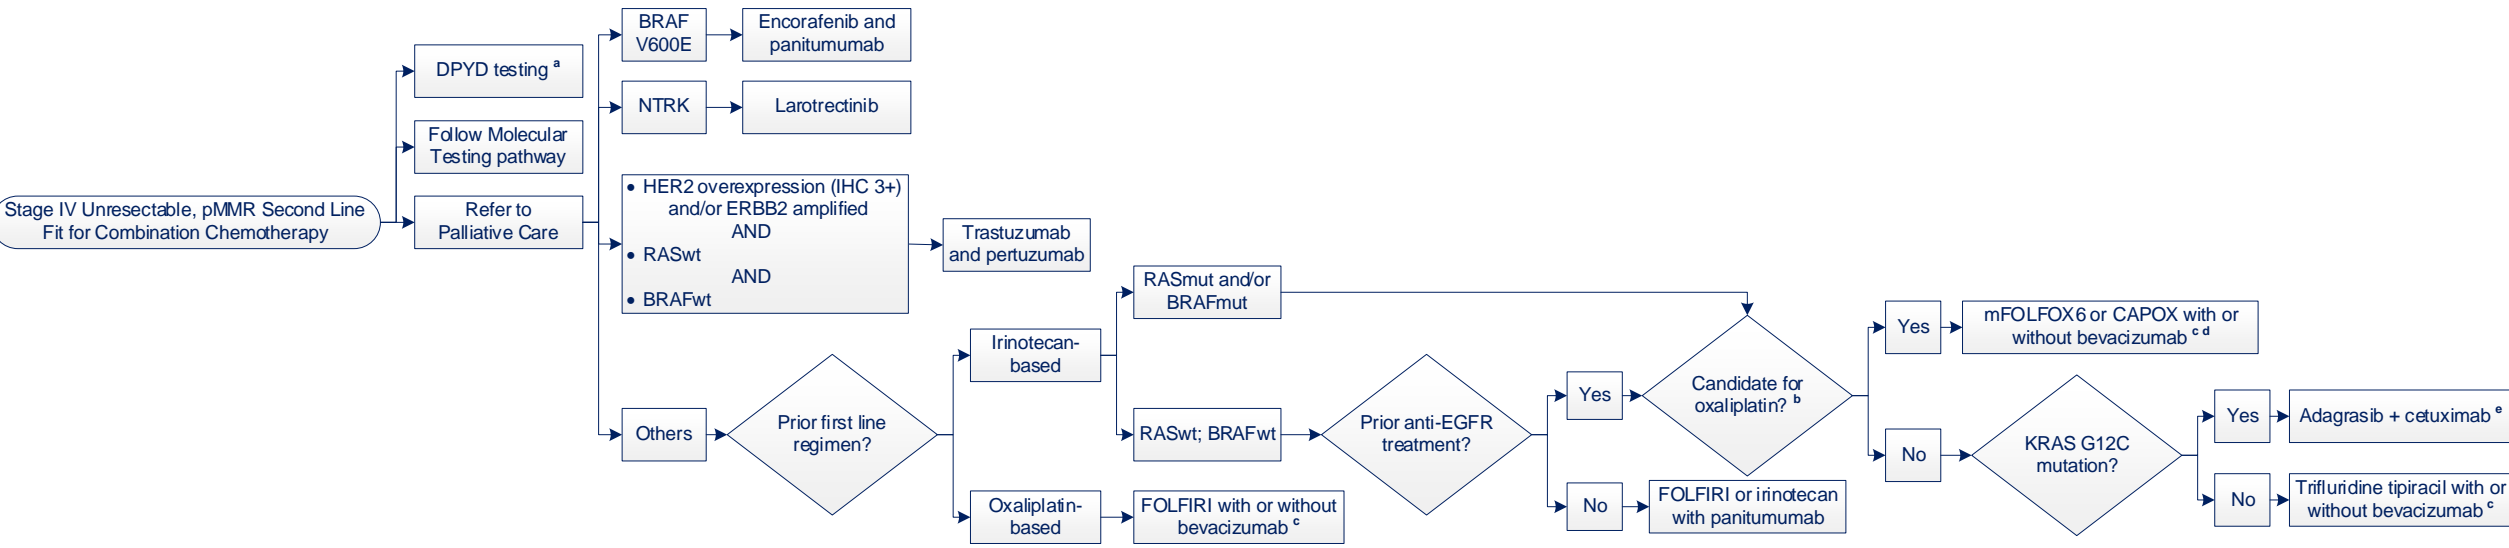 Stage IV Unresectable, pMMR Second Line
Fit for Combination Chemotherapy
DPYD testing a
Follow Molecular
Testing pathway
Refer to
Palliative Care
BRAF
V600E
Encorafenib and
panitumumab
NTRK
Larotrectinib
• HER2 overexpression (IHC 3+)
and/or ERBB2 amplified
AND
• RASwt
AND
• BRAFwt
Trastuzumab
and pertuzumab
Others
Prior first line
regimen?
Irinotecan-
based
Oxaliplatin-
based
RASmut and/or
BRAFmut
RASwt; BRAFwt
FOLFIRI with or without
bevacizumab c
Prior anti-EGFR
treatment?
Yes
No
FOLFIRI or irinotecan
with panitumumab
Candidate for
oxaliplatin? b
Yes
mFOLFOX6 or CAPOX with or
without bevacizumab c d
No
KRAS G12C
mutation?
Yes
Adagrasib + cetuximab e
No
Trifluridine tipiracil with or
without bevacizumab c